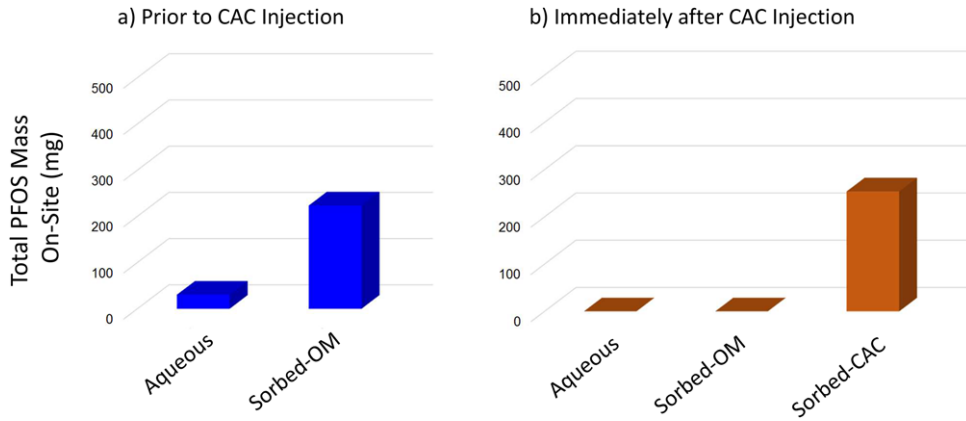 a) Prior to CAC Injection
Total PFOS Mass
On-Site (mg)
500
400
300
200
100
0
Aqueous
Sorbed-OM
b) Immediately after CAC Injection
500
400
300
200
100
0
Aqueous
Sorbed-OM
Sorbed-CAC